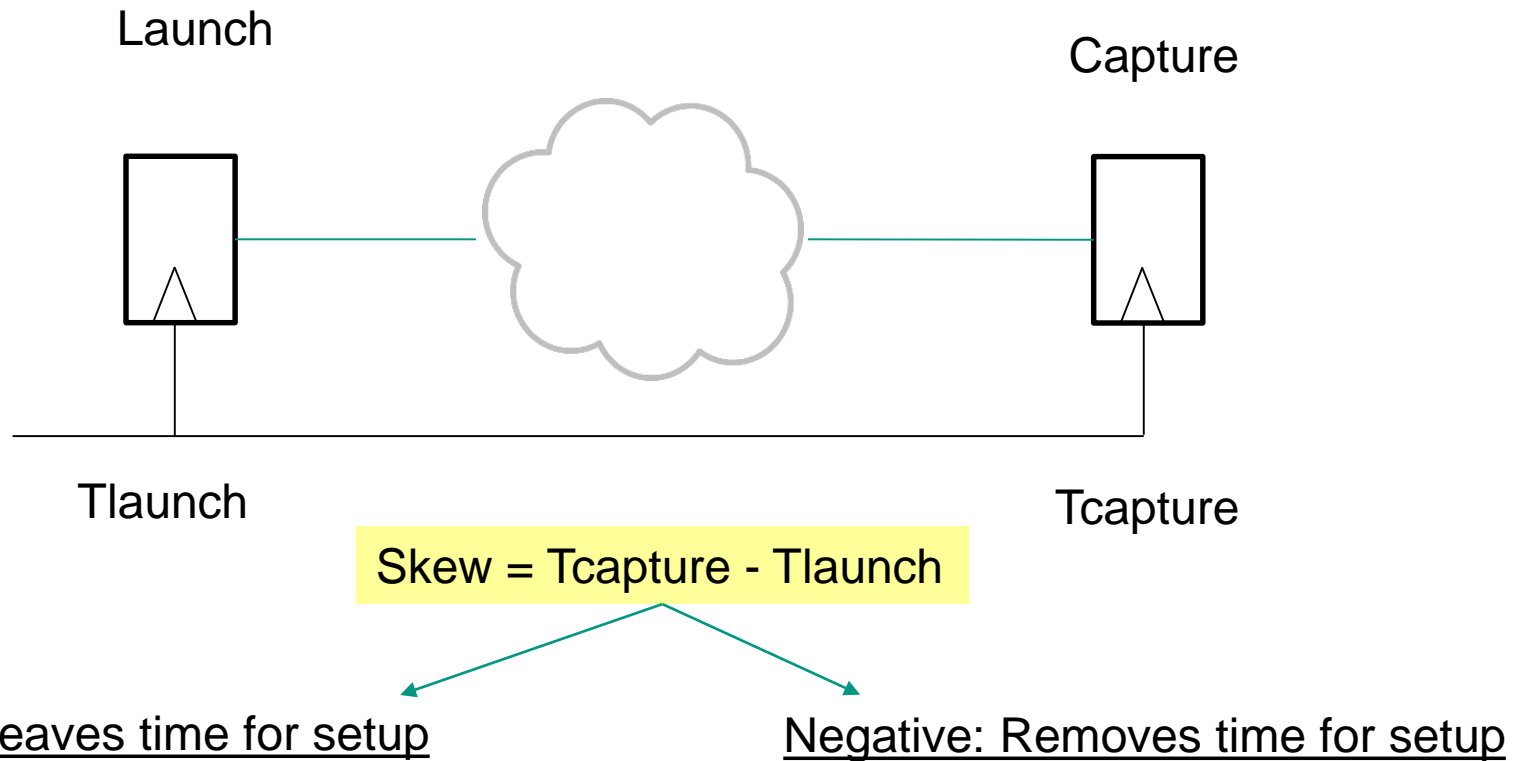 Launch
Capture
Tlaunch
Tcapture
Skew = Tcapture - Tlaunch
eaves time for setup
Negative: Removes time for setup